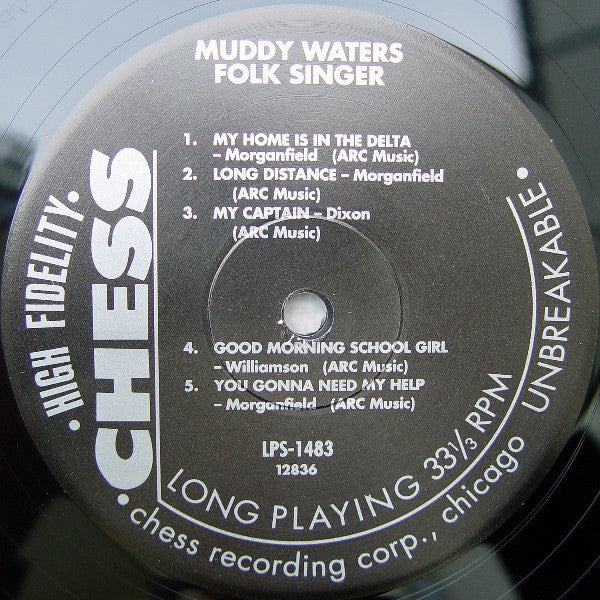 MUDDY WATERS
FOLK SINGER
1. MY HOME IS IN THE DELTA
– Morganfield (ARC Music)
2. LONG DISTANCE – Morganfield
(ARC Music)
3. MY CAPTAIN – Dixon
(ARC Music)
4. GOOD MORNING SCHOOL GIRL
– Williamson (ARC Music)
5. YOU GONNA NEED MY HELP
– Morganfield (ARC Music)
LPS-1483
12836
• HIGH FIDELITY •
• CHESS
LONG PLAYING 33⅓ RPM
• chess recording corp., chicago UNBREAKABLE •